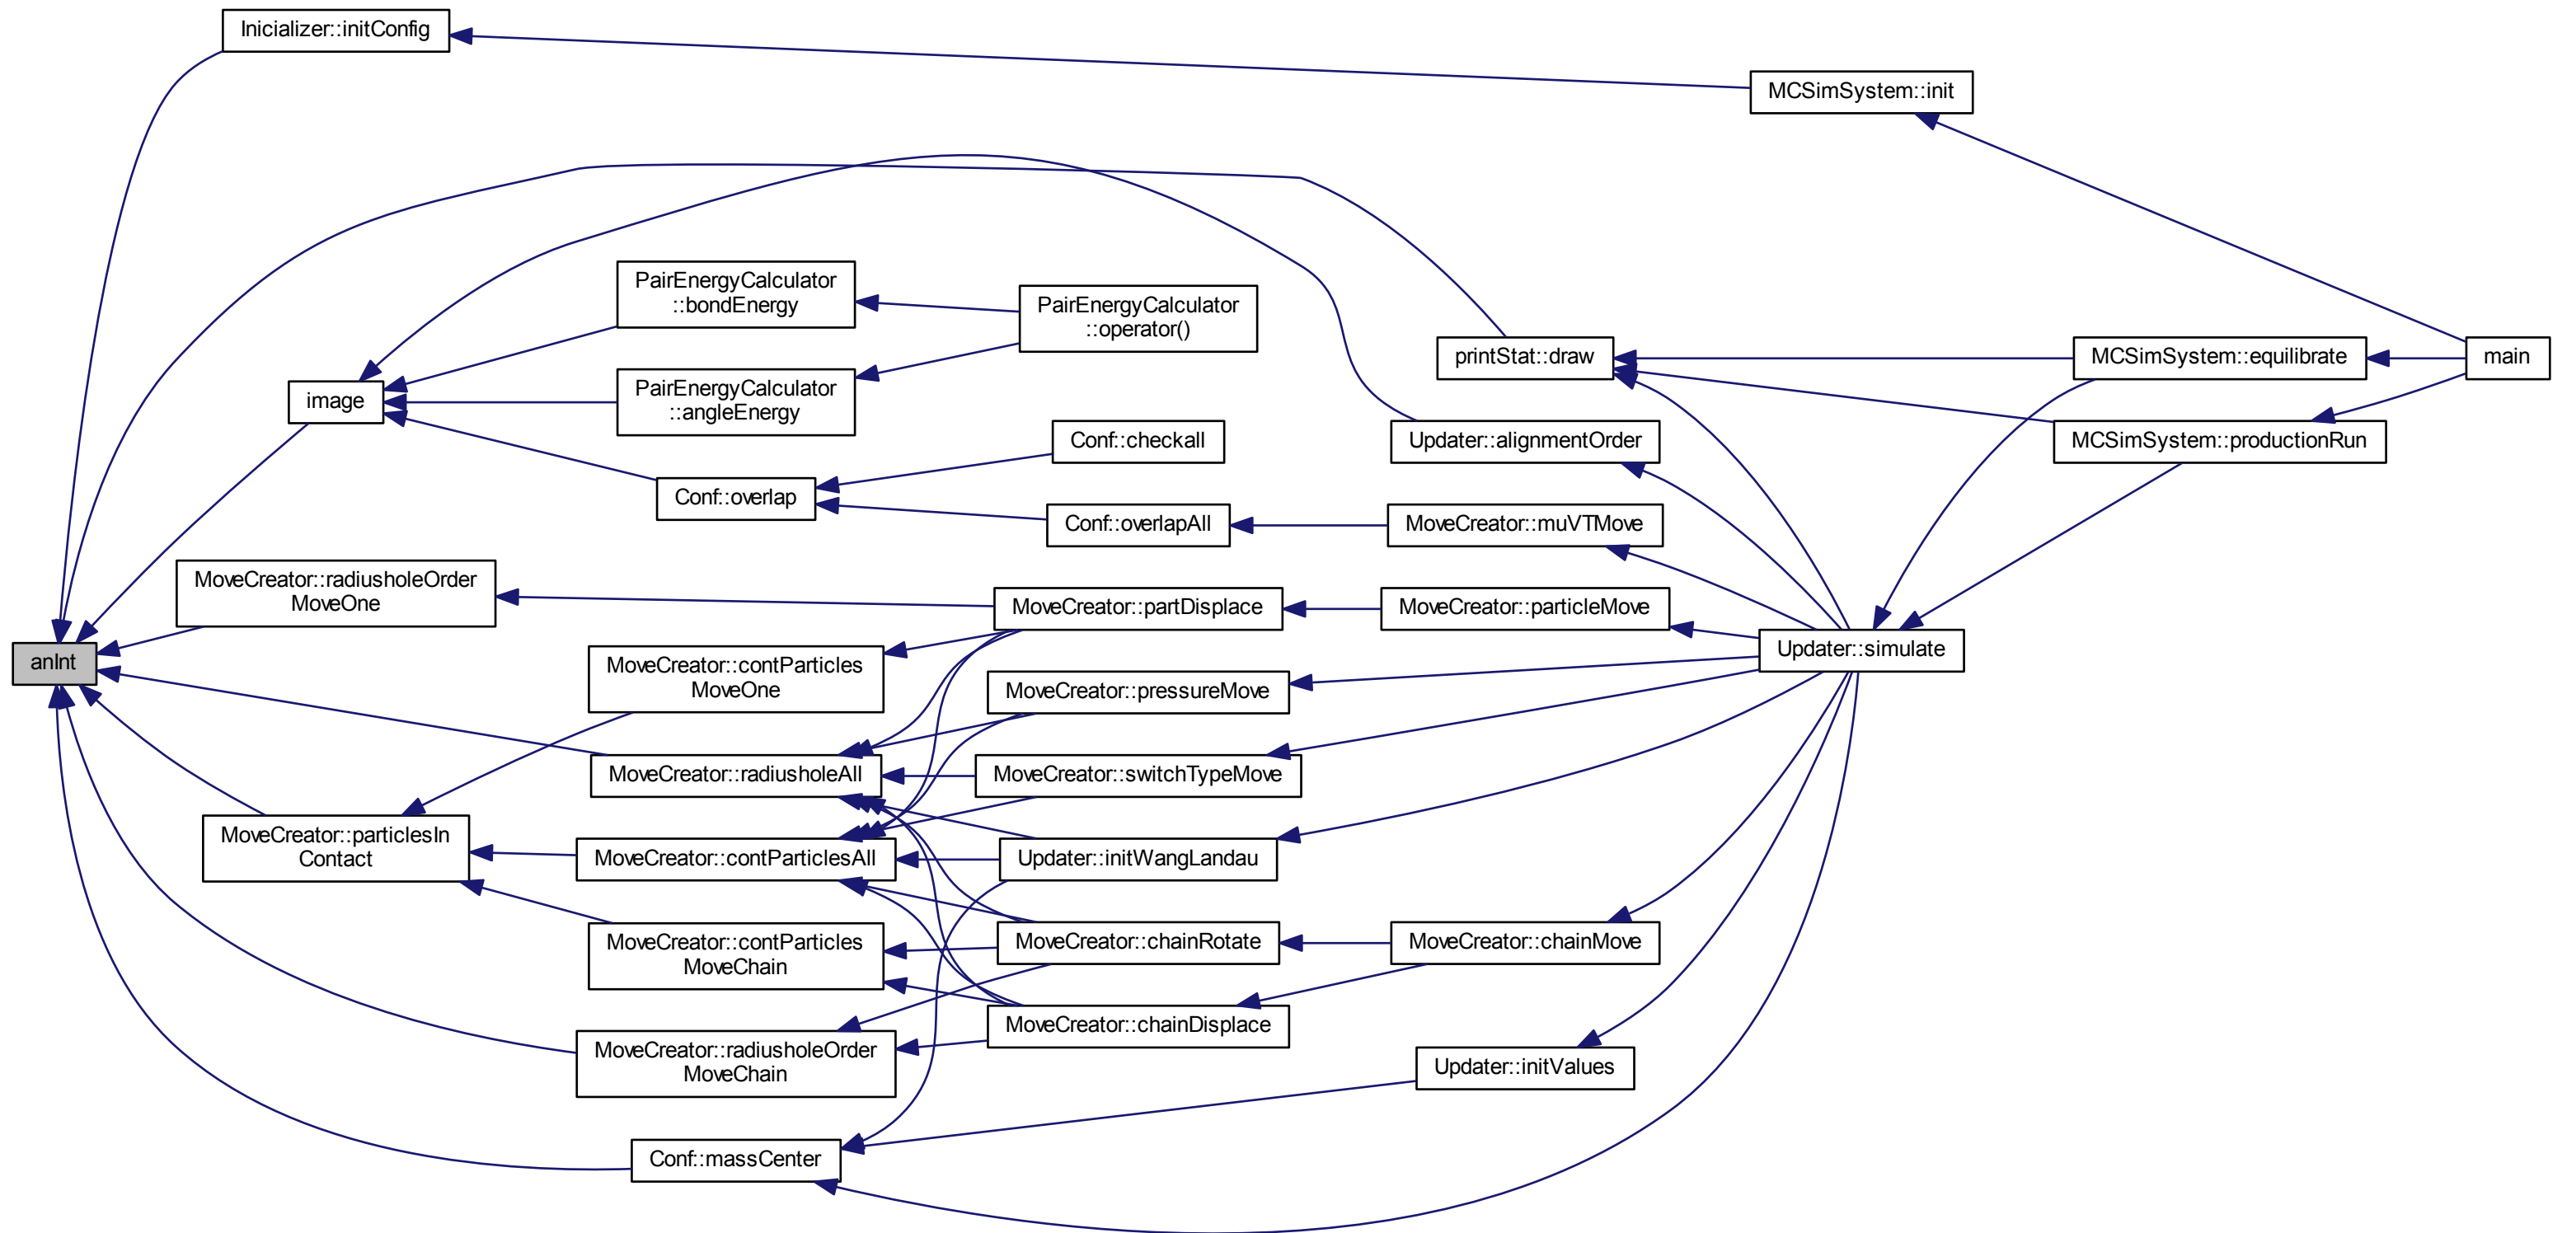 Inicializer::initConfig
MCSimSystem::init
PairEnergyCalculator
::bondEnergy
PairEnergyCalculator
::operator()
printStat::draw
MCSimSystem::equilibrate
main
image
PairEnergyCalculator
::angleEnergy
Conf::checkall
Updater::alignmentOrder
MCSimSystem::productionRun
Conf::overlap
Conf::overlapAll
MoveCreator::muVTMove
MoveCreator::radiusholeOrder
MoveOne
MoveCreator::partDisplace
MoveCreator::particleMove
anInt
MoveCreator::contParticles
MoveOne
Updater::simulate
MoveCreator::pressureMove
MoveCreator::radiusholeAll
MoveCreator::switchTypeMove
MoveCreator::particlesIn
Contact
MoveCreator::contParticlesAll
Updater::initWangLandau
MoveCreator::contParticles
MoveChain
MoveCreator::chainRotate
MoveCreator::chainMove
MoveCreator::chainDisplace
MoveCreator::radiusholeOrder
MoveChain
Updater::initValues
Conf::massCenter